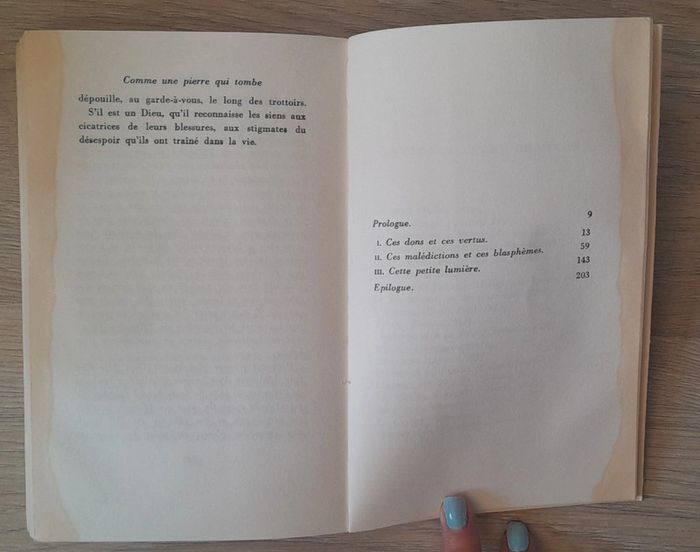 Comme une pierre qui tombe
dépouille, au garde-à-vous, le long des trottoirs.
S'il est un Dieu, qu'il reconnaisse les siens aux
cicatrices de leurs blessures, aux stigmates du
désespoir qu'ils ont traîné dans la vie.
Prologue. 9
I. Ces dons et ces vertus. 13
II. Ces malédictions et ces blasphèmes. 59
III. Cette petite lumière. 143
Epilogue. 203